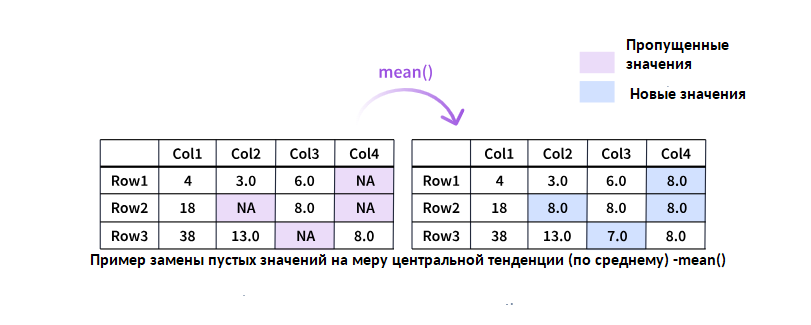 Пропущенные
значения
mean()
Новые значения
Col1 Col2 Col3 Col4 Col1 Col2 Col3 Col4
Row1 4 3.0 6.0 NA Row1 4 3.0 6.0 8.0
Row2 18 NA 8.0 NA Row2 18 8.0 8.0 8.0
Row3 38 13.0 NA 8.0 Row3 38 13.0 7.0 8.0
Пример замены пустых значений на меру центральной тенденции (по среднему) -mean()